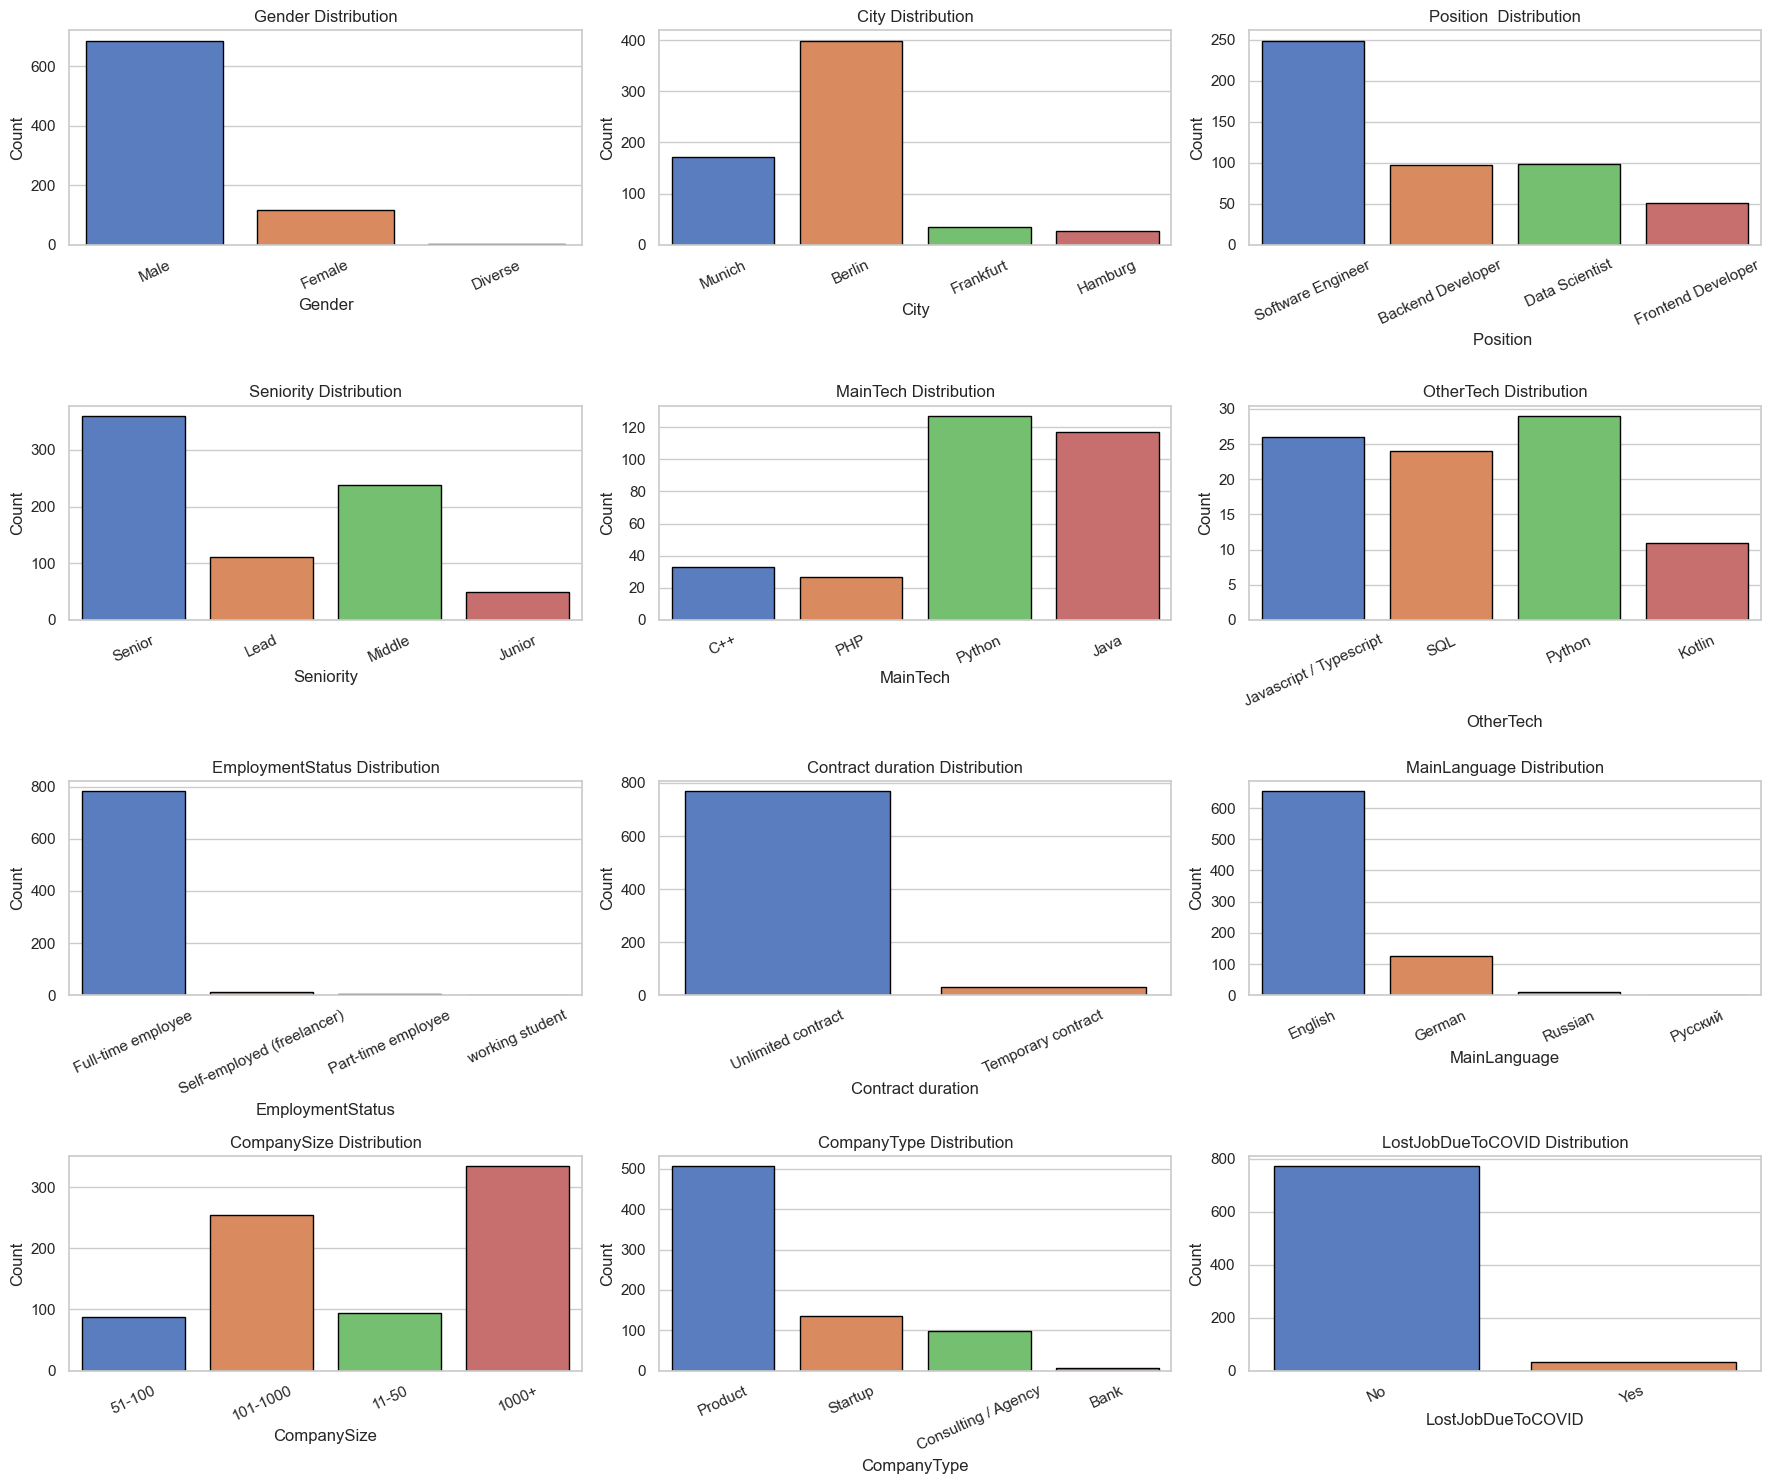 Gender Distribution
Count
600
400
200
0
Male
Female
Diverse
Gender
City Distribution
Count
400
300
200
100
0
Munich
Berlin
Frankfurt
Hamburg
City
Position  Distribution
Count
250
200
150
100
50
0
Software Engineer
Backend Developer
Data Scientist
Frontend Developer
Position
Seniority Distribution
Count
300
200
100
0
Senior
Lead
Middle
Junior
Seniority
MainTech Distribution
Count
120
100
80
60
40
20
0
C++
PHP
Python
Java
MainTech
OtherTech Distribution
Count
30
25
20
15
10
5
0
Javascript / Typescript
SQL
Python
Kotlin
OtherTech
EmploymentStatus Distribution
Count
800
600
400
200
0
Full-time employee
Self-employed (freelancer)
Part-time employee
working student
EmploymentStatus
Contract duration Distribution
Count
800
600
400
200
0
Unlimited contract
Temporary contract
Contract duration
MainLanguage Distribution
Count
600
500
400
300
200
100
0
English
German
Russian
Русский
MainLanguage
CompanySize Distribution
Count
300
200
100
0
51-100
101-1000
11-50
1000+
CompanySize
CompanyType Distribution
Count
500
400
300
200
100
0
Product
Startup
Consulting / Agency
Bank
CompanyType
LostJobDueToCOVID Distribution
Count
800
600
400
200
0
No
Yes
LostJobDueToCOVID